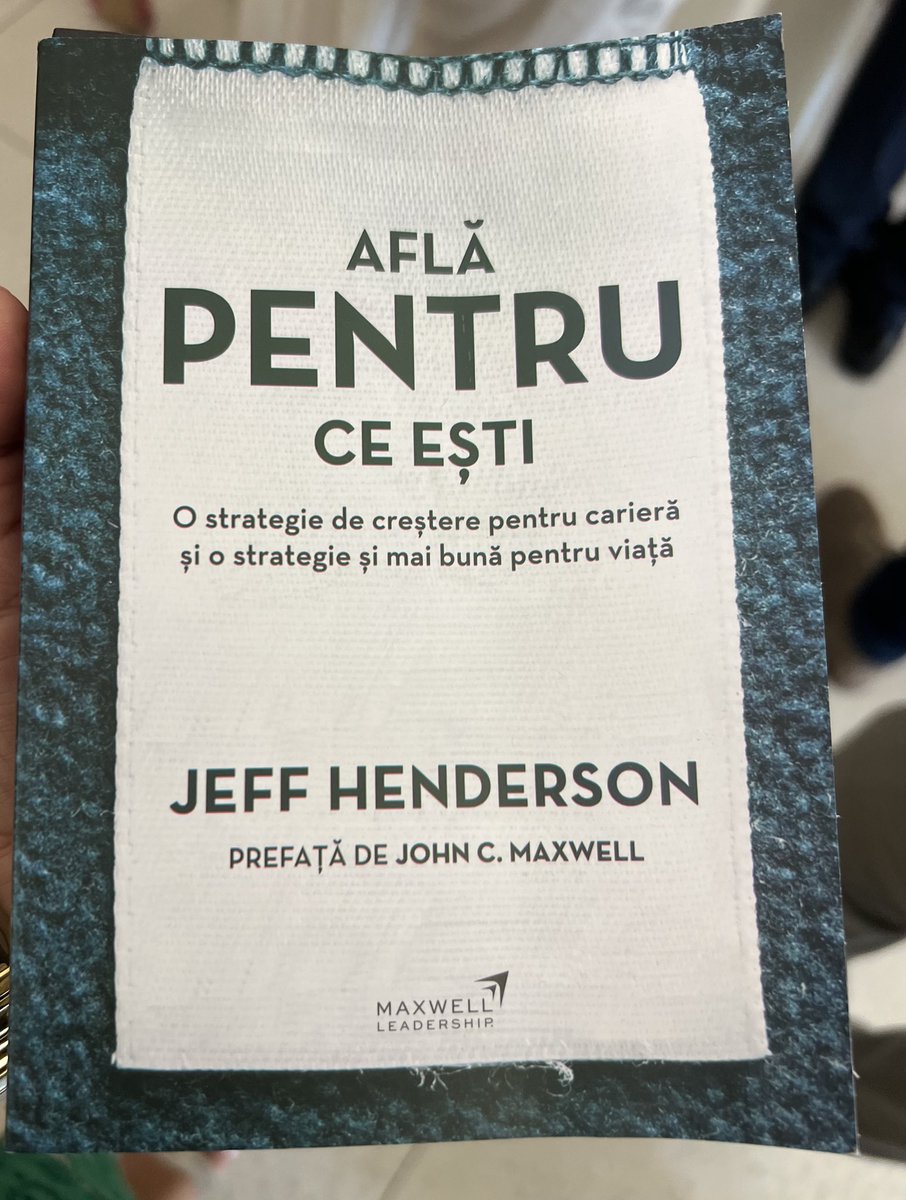 AFLĂ
PENTRU
CE EȘTI
O strategie de creștere pentru carieră
și o strategie și mai bună pentru viață
JEFF HENDERSON
PREFAȚĂ DE JOHN C. MAXWELL
MAXWELL
LEADERSHIP